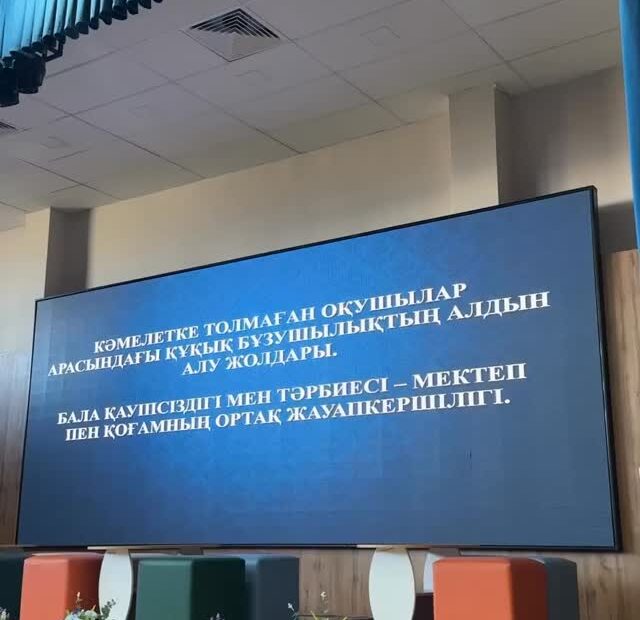 КӘМЕЛЕТКЕ ТОЛМАҒАН ОҚУШЫЛАР
АРАСЫНДАҒЫ ҚҰҚЫҚ БҰЗУШЫЛЫҚТЫҢ АЛДЫН
АЛУ ЖОЛДАРЫ.
БАЛА ҚАУІПСІЗДІГІ МЕН ТӘРБИЕСІ – МЕКТЕП
ПЕН ҚОҒАМНЫҢ ОРТАҚ ЖАУАПКЕРШІЛІГІ.